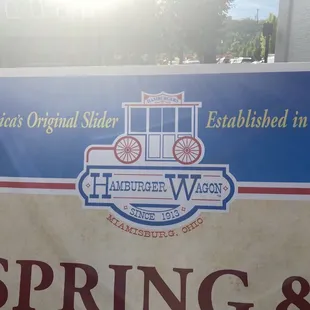 ica's Original Slider
Established in
HAMBURGER WAGON
SINCE 1913
MIAMISBURG, OHIO
SPRING &